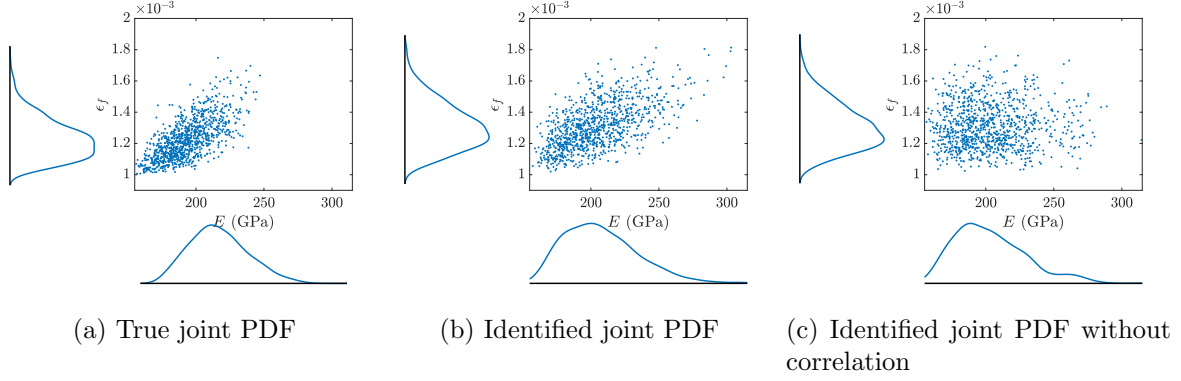 ×10⁻³
2
1.8
1.6
ϵf
1.4
1.2
1
200 250 300
E (GPa)
(a) True joint PDF
×10⁻³
2
1.8
1.6
ϵf
1.4
1.2
1
200 250 300
E (GPa)
(b) Identified joint PDF
×10⁻³
2
1.8
1.6
ϵf
1.4
1.2
1
200 250 300
E (GPa)
(c) Identified joint PDF without
correlation